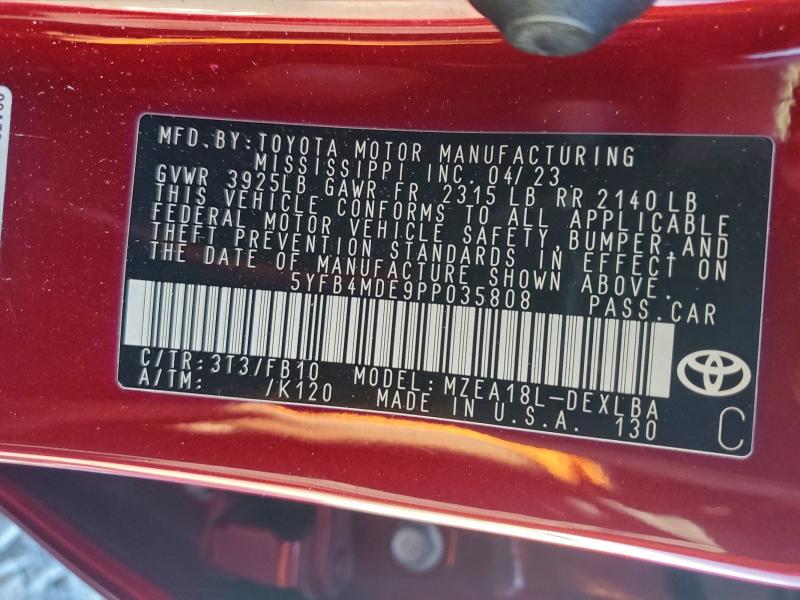 MFD. BY: TOYOTA MOTOR MANUFACTURING
MISSISSIPPI INC. 04/23
GVWR 3925LB GAWR FR 2315 LB RR 2140 LB
THIS VEHICLE CONFORMS TO ALL APPLICABLE
FEDERAL MOTOR VEHICLE SAFETY, BUMPER, AND
THEFT PREVENTION STANDARDS IN EFFECT ON
THE DATE OF MANUFACTURE SHOWN ABOVE.
5YFB4MDE9PP035808 PASS. CAR
C/TR: 3T3/FB10 MODEL: MZEA18L-DEXLBA
A/TM: /K120 MADE IN U.S.A. 130
C